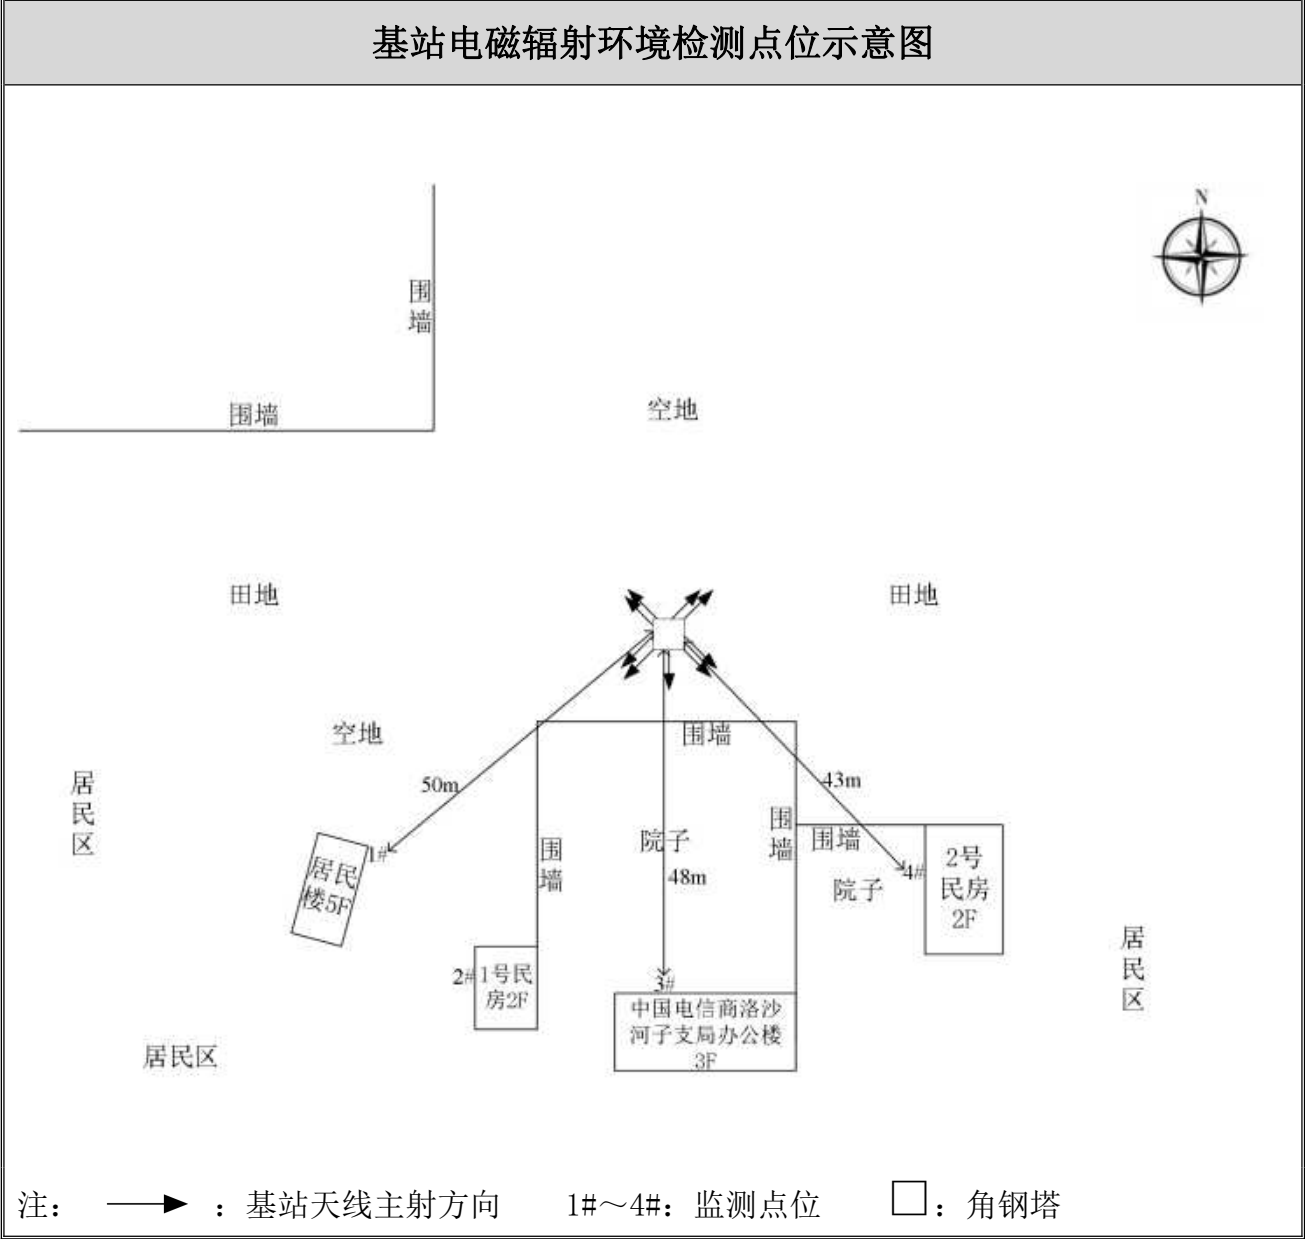 基站电磁辐射环境检测点位示意图
N
围
墙
围墙
空地
田地
田地
空地
围墙
50m
43m
居
民
区
围
墙
围墙
院子
围
墙
1#
居民
楼5F
48m
4#
2号
民房
2F
院子
居
民
区
2#
1号民
房2F
3#
中国电信商洛沙
河子支局办公楼
3F
居民区
注： ：基站天线主射方向 1#～4#：监测点位 ：角钢塔